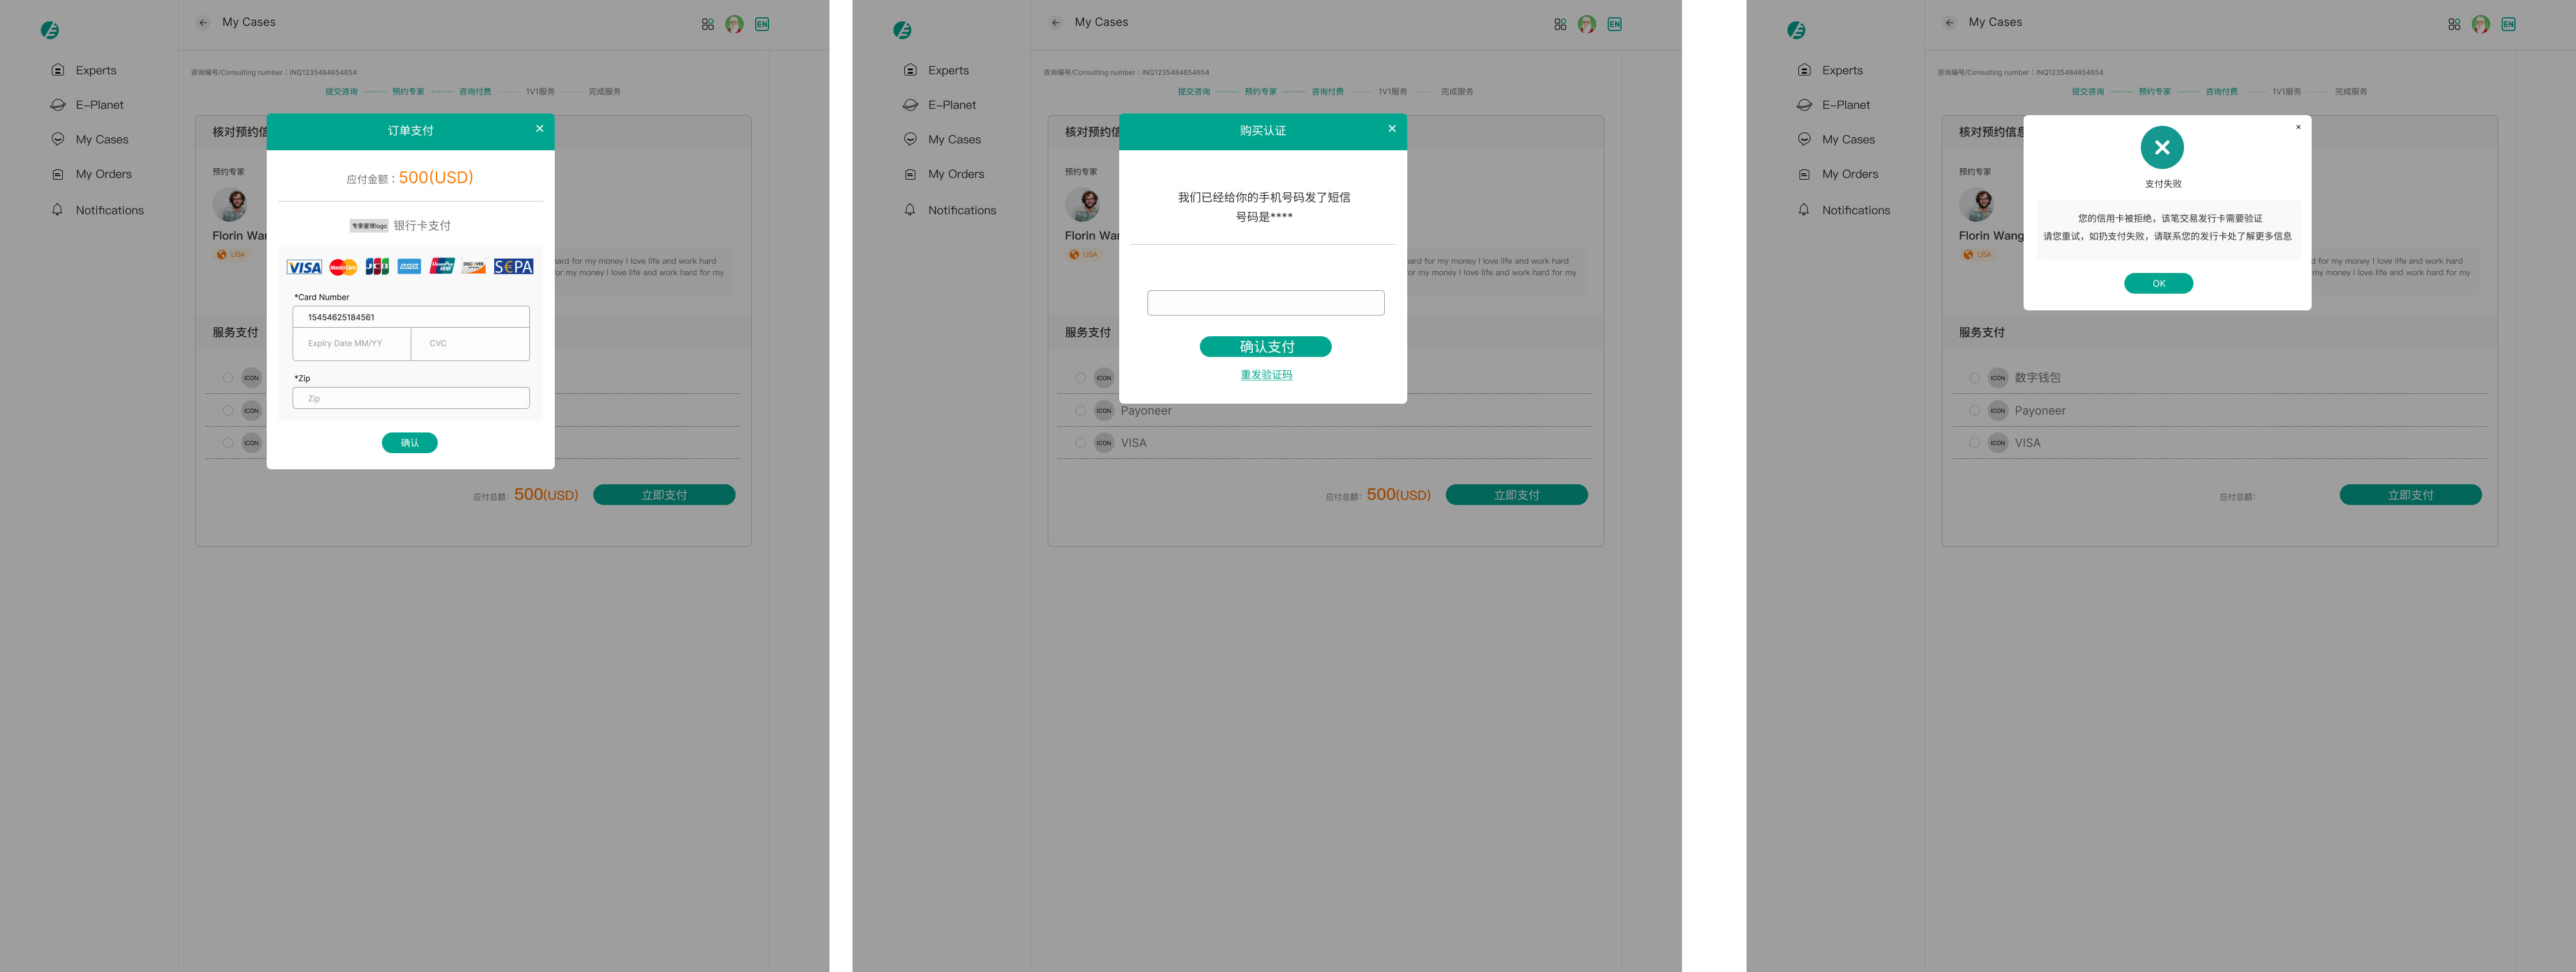 My Cases
EN
Experts
E-Planet
My Cases
My Orders
Notifications
咨询编号/Consulting number：INQ1235484654654
提交咨询 预约专家 咨询付费 1V1服务 完成服务
核对预约信
预约专家
Florin Wan
USA
hard for my money I love life and work hard
for my money I love life and work hard for my
服务支付
ICON
ICON
ICON
应付总额: 500(USD) 立即支付
订单支付
应付金额：500(USD)
专家星球logo 银行卡支付
VISA MasterCard JCB AMEX UnionPay 银联 DISCOVER S€PA
*Card Number
15454625184561
Expiry Date MM/YY CVC
*Zip
Zip
确认
My Cases
EN
Experts
E-Planet
My Cases
My Orders
Notifications
咨询编号/Consulting number：INQ1235484654654
提交咨询 预约专家 咨询付费 1V1服务 完成服务
核对预约信
预约专家
Florin Wa
USA
hard for my money I love life and work hard
for my money I love life and work hard for my
服务支付
ICON
ICON Payoneer
ICON VISA
应付总额: 500(USD) 立即支付
购买认证
我们已经给你的手机号码发了短信
号码是****
确认支付
重发验证码
My Cases
EN
Experts
E-Planet
My Cases
My Orders
Notifications
咨询编号/Consulting number：INQ1235484654654
提交咨询 预约专家 咨询付费 1V1服务 完成服务
核对预约信息
预约专家
Florin Wang
USA
d for my money I love life and work hard
my money I love life and work hard for my
服务支付
ICON 数字钱包
ICON Payoneer
ICON VISA
应付总额: 立即支付
支付失败
您的信用卡被拒绝，该笔交易发行卡需要验证
请您重试，如扔支付失败，请联系您的发行卡处了解更多信息
OK